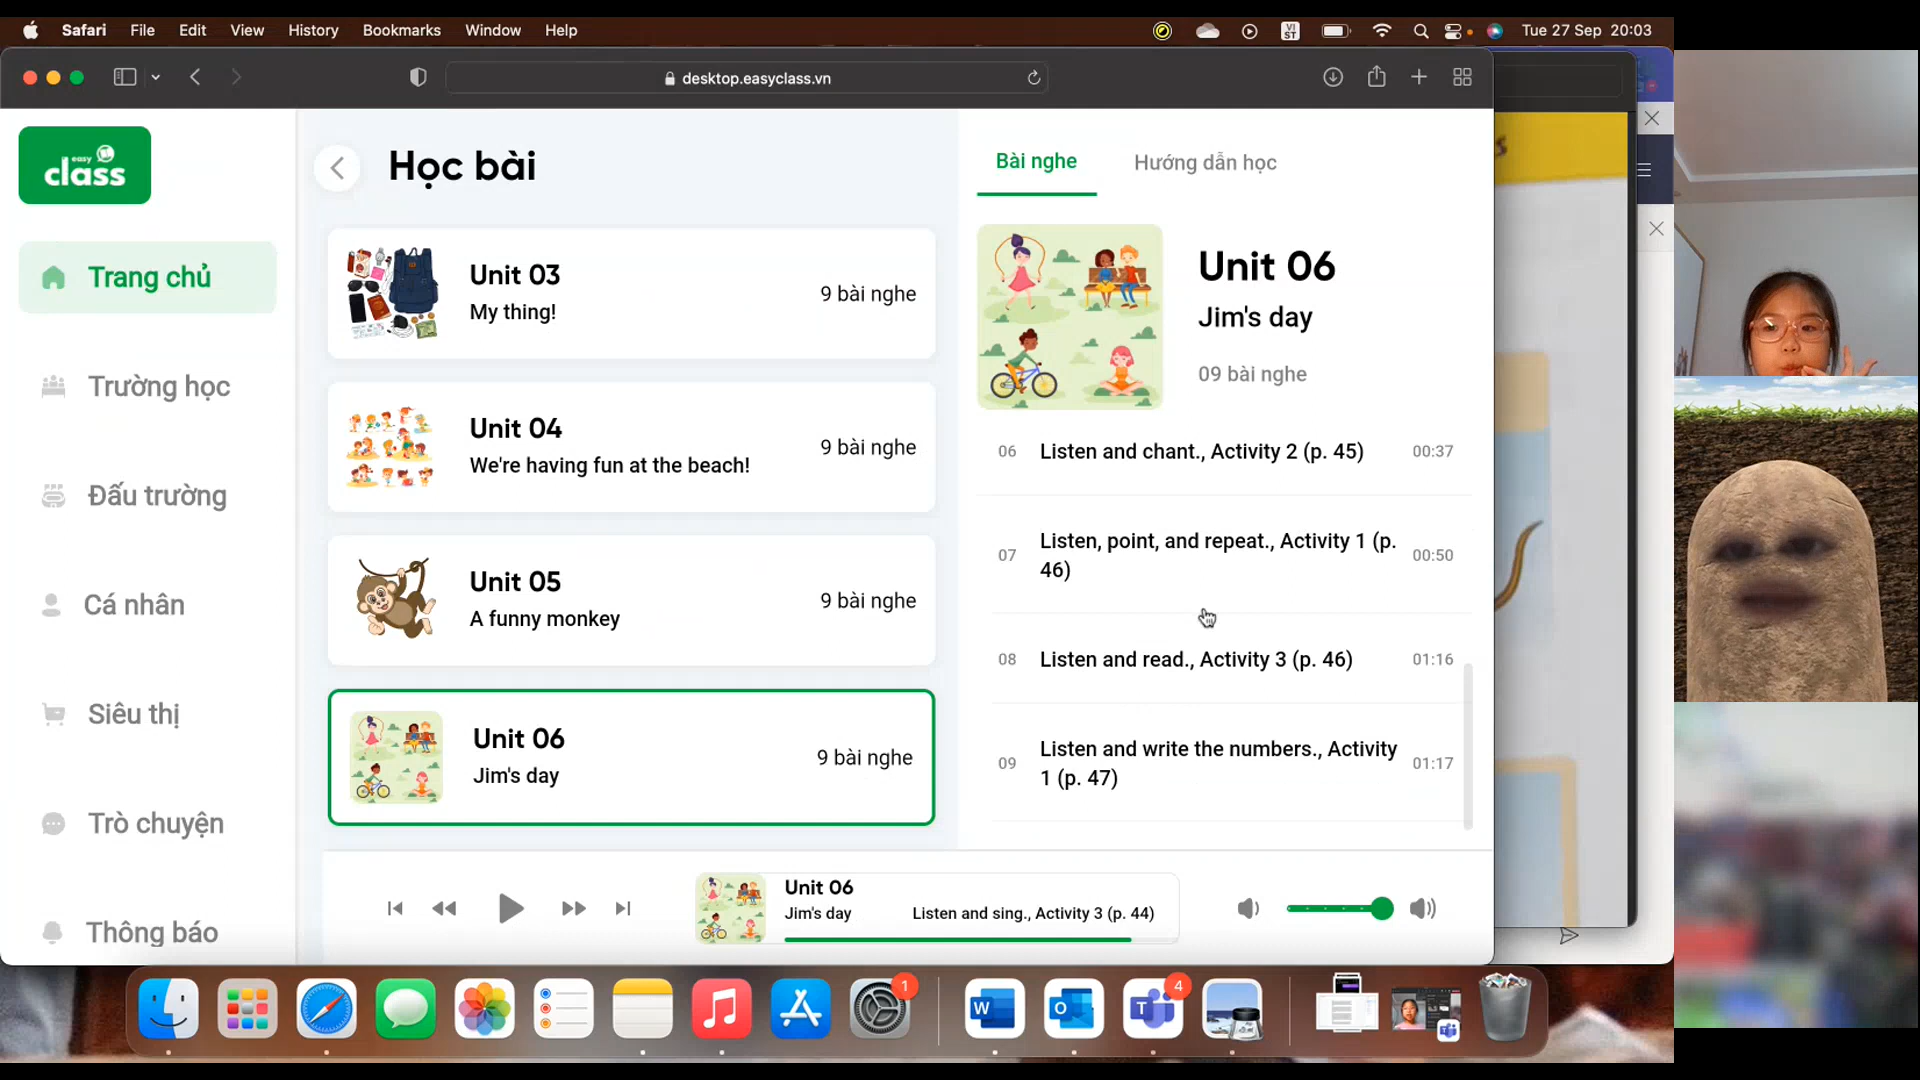 Safari File Edit View History Bookmarks Window Help
VI
ST
Tue 27 Sep 20:03
desktop.easyclass.vn
easy
class
Trang chủ
Trường học
Đấu trường
Cá nhân
Siêu thị
Trò chuyện
Thông báo
Học bài
Unit 03
My thing!
9 bài nghe
Unit 04
We're having fun at the beach!
9 bài nghe
Unit 05
A funny monkey
9 bài nghe
Unit 06
Jim's day
9 bài nghe
Bài nghe Hướng dẫn học
Unit 06
Jim's day
09 bài nghe
06 Listen and chant., Activity 2 (p. 45) 00:37
07 Listen, point, and repeat., Activity 1 (p.
46) 00:50
08 Listen and read., Activity 3 (p. 46) 01:16
09 Listen and write the numbers., Activity
1 (p. 47) 01:17
Unit 06
Jim's day Listen and sing., Activity 3 (p. 44)
1
W
O
T
4